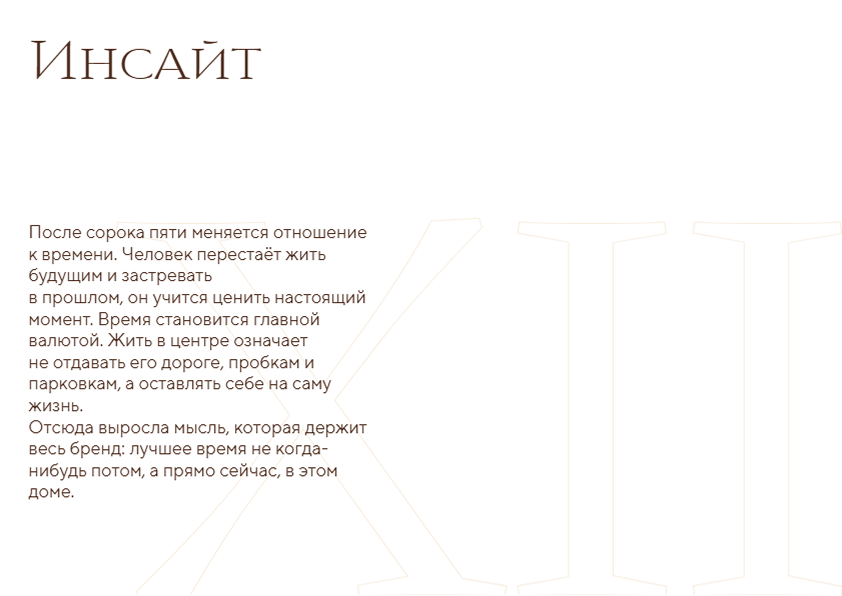 Инсайт
После сорока пяти меняется отношение
к времени. Человек перестаёт жить
будущим и застревать
в прошлом, он учится ценить настоящий
момент. Время становится главной
валютой. Жить в центре означает
не отдавать его дороге, пробкам и
парковкам, а оставлять себе на саму
жизнь.
Отсюда выросла мысль, которая держит
весь бренд: лучшее время не когда-
нибудь потом, а прямо сейчас, в этом
доме.
XII